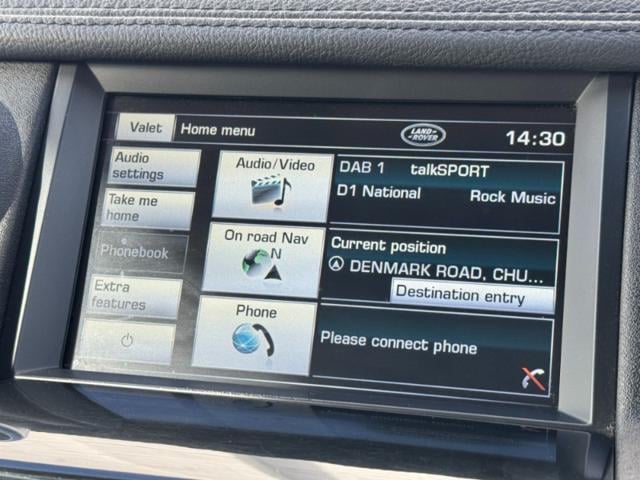 Valet
Home menu
LAND-
-ROVER
14:30
Audio
settings
Take me
home
Phonebook
Extra
features
Audio/Video
DAB 1 talkSPORT
D1 National Rock Music
On road Nav
N
Current position
DENMARK ROAD, CHU...
Destination entry
Phone
Please connect phone